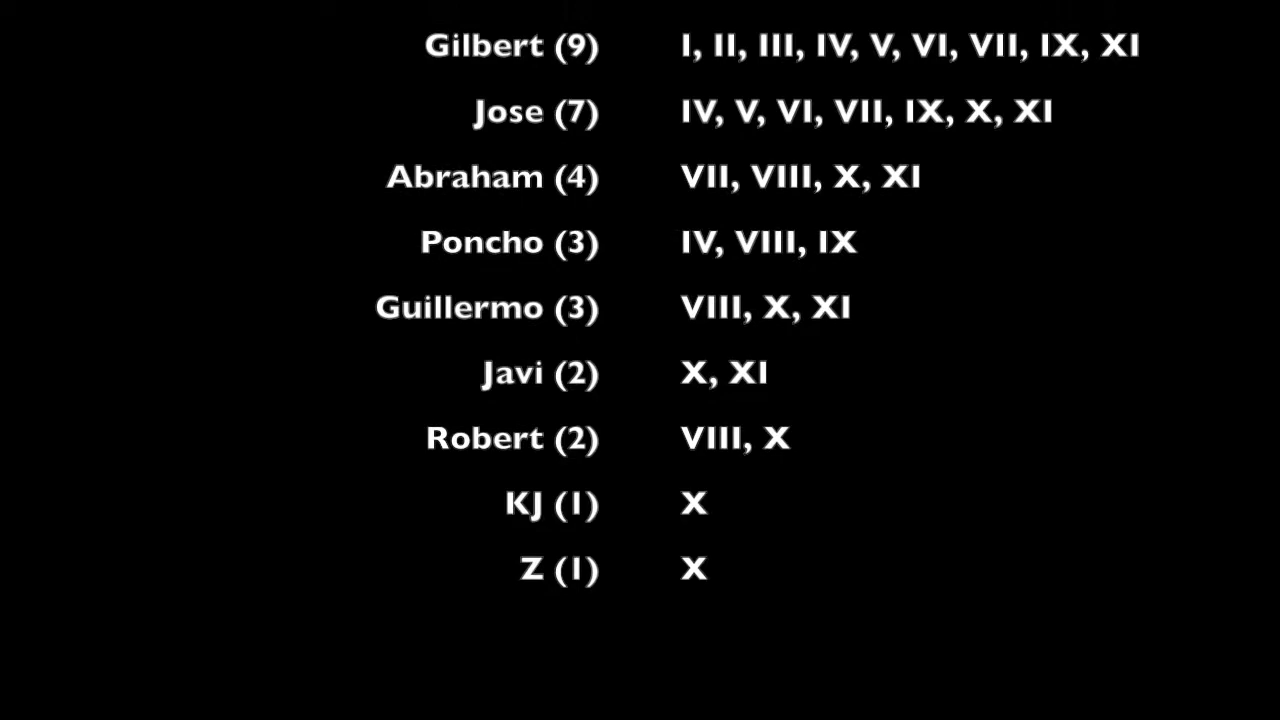 Gilbert (9) I, II, III, IV, V, VI, VII, IX, XI
Jose (7) IV, V, VI, VII, IX, X, XI
Abraham (4) VII, VIII, X, XI
Poncho (3) IV, VIII, IX
Guillermo (3) VIII, X, XI
Javi (2) X, XI
Robert (2) VIII, X
KJ (1) X
Z (1) X